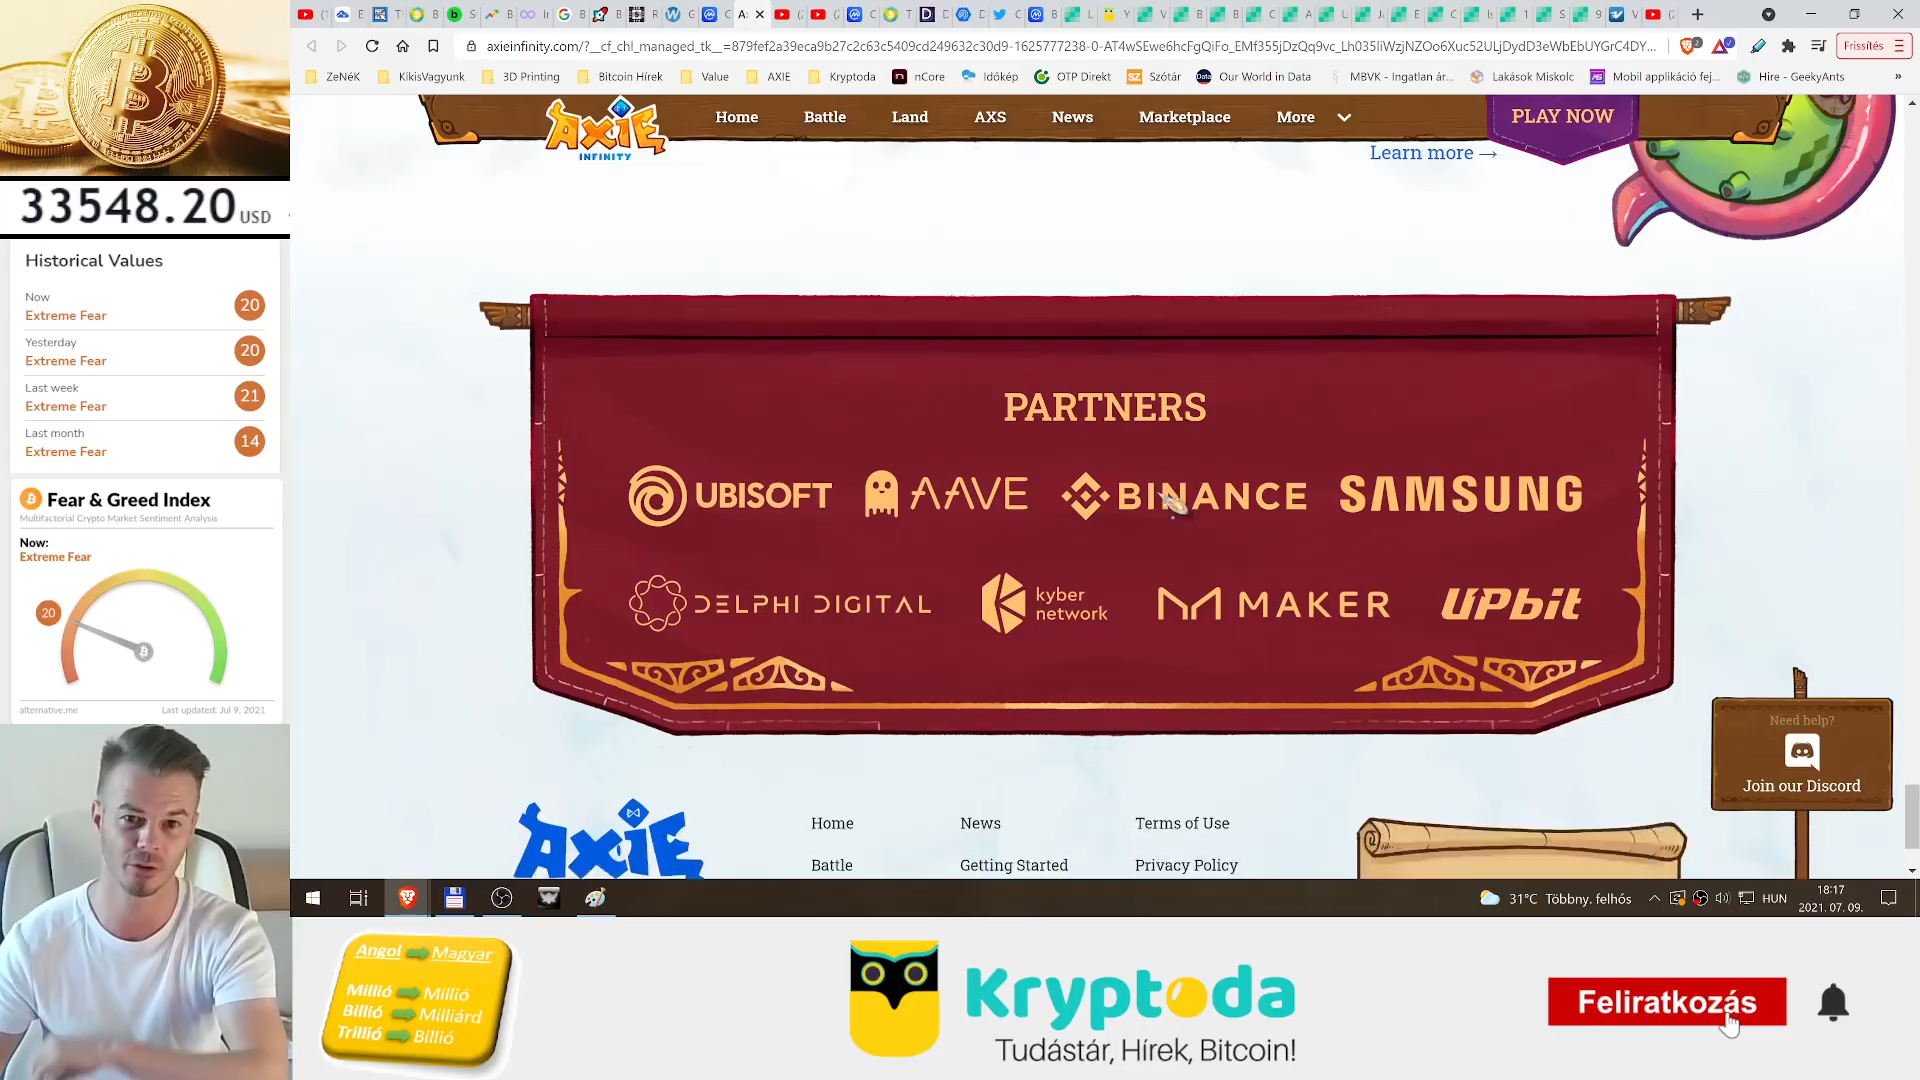 axieinfinity.com/?__cf_chl_managed_tk__=879fef2a39eca9b27c2c63c5409cd249632c30d9-1625777238-0-AT4wSEwe6hcFgQiFo_EMf355jDzQq9vc_Lh035liWzjNZOo6Xuc52ULjDydD3eWbEbUYGrC4DY...
Frissítés
ZeNéK KikisVagyunk 3D Printing Bitcoin Hírek Value AXIE Kryptoda nCore Időkép OTP Direkt Szótár Our World in Data MBVK - Ingatlan ár... Lakások Miskolc Mobil applikáció fej... Hire - GeekyAnts
AXIE
INFINITY
Home Battle Land AXS News Marketplace More PLAY NOW
Learn more →
33548.20 USD
Historical Values
Now
Extreme Fear
20
Yesterday
Extreme Fear
20
Last week
Extreme Fear
21
Last month
Extreme Fear
14
Fear & Greed Index
Multifactorial Crypto Market Sentiment Analysis
Now:
Extreme Fear
20
alternative.me Last updated: Jul 9, 2021
PARTNERS
UBISOFT AAVE BINANCE SAMSUNG
DELPHI DIGITAL kyber network MAKER UPbit
Need help?
Join our Discord
AXIE
Home News Terms of Use
Battle Getting Started Privacy Policy
31°C Többny. felhős HUN
18:17
2021. 07. 09.
Angol Magyar
Millió Millió
Billió Milliárd
Trillió Billió
Kryptoda
Tudástár, Hírek, Bitcoin!
Feliratkozás